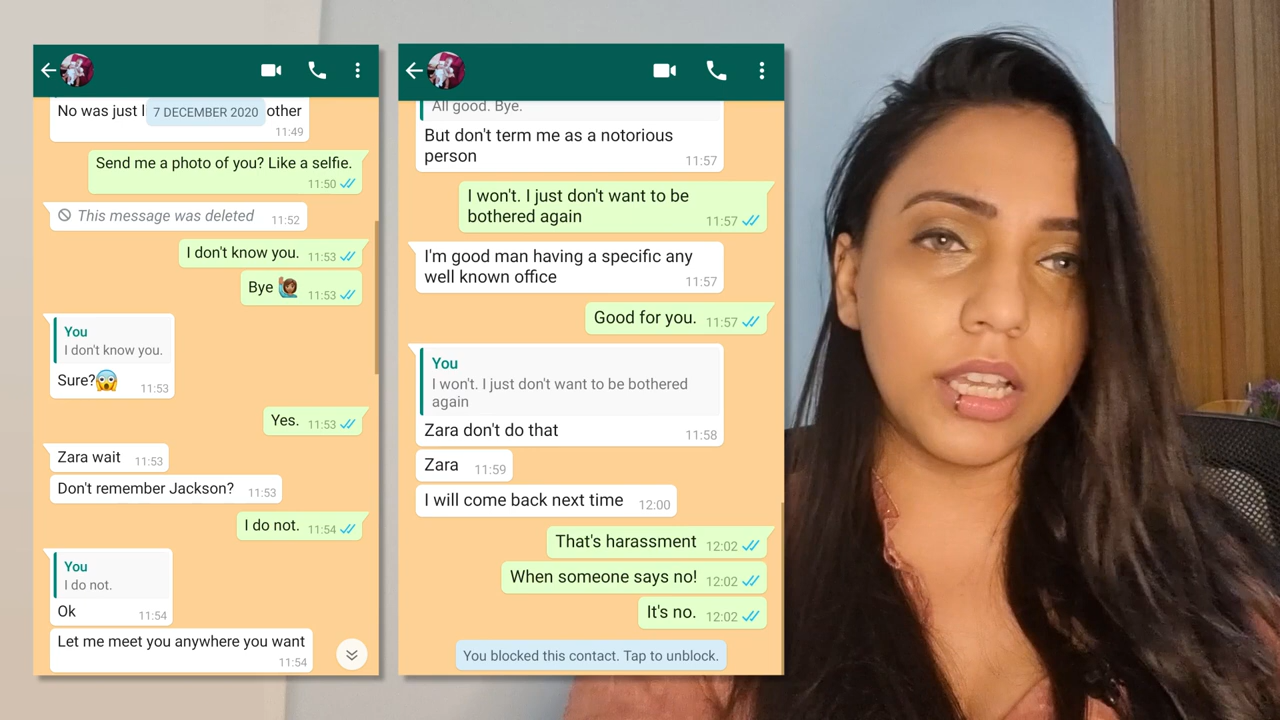 No was just l
7 DECEMBER 2020
other
11:49
Send me a photo of you? Like a selfie.
11:50
This message was deleted 11:52
I don't know you. 11:53
Bye 11:53
You
I don't know you.
Sure?😱 11:53
Yes. 11:53
Zara wait 11:53
Don't remember Jackson? 11:53
I do not. 11:54
You
I do not.
Ok 11:54
Let me meet you anywhere you want
11:54
All good. Bye.
But don't term me as a notorious
person 11:57
I won't. I just don't want to be
bothered again 11:57
I'm good man having a specific any
well known office 11:57
Good for you. 11:57
You
I won't. I just don't want to be bothered
again
Zara don't do that 11:58
Zara 11:59
I will come back next time 12:00
That's harassment 12:02
When someone says no! 12:02
It's no. 12:02
You blocked this contact. Tap to unblock.